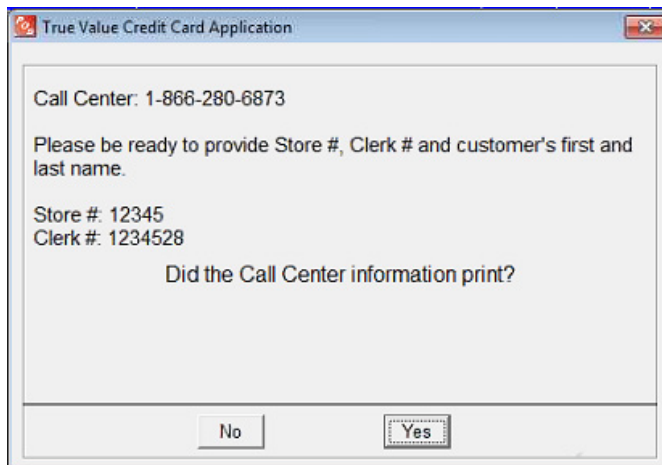 True Value Credit Card Application
Call Center: 1-866-280-6873
Please be ready to provide Store #, Clerk # and customer's first and
last name.
Store #: 12345
Clerk #: 1234528
Did the Call Center information print?
No
Yes